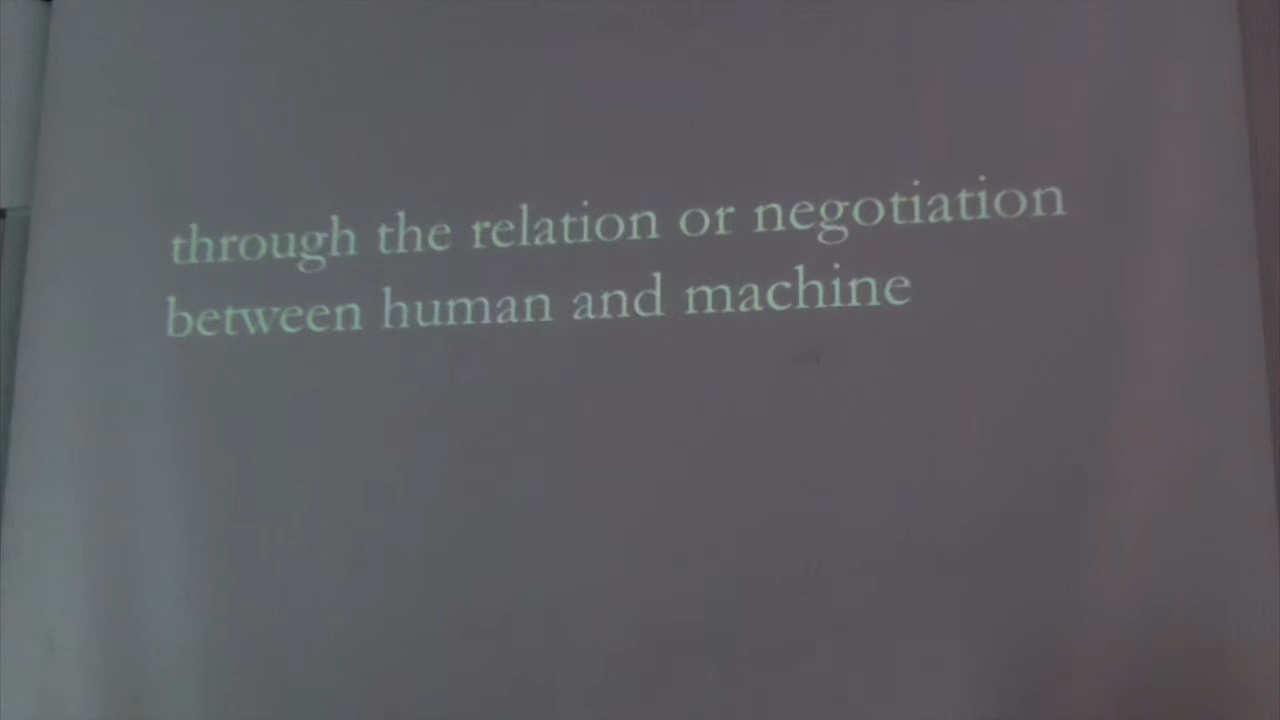 through the relation or negotiation
between human and machine